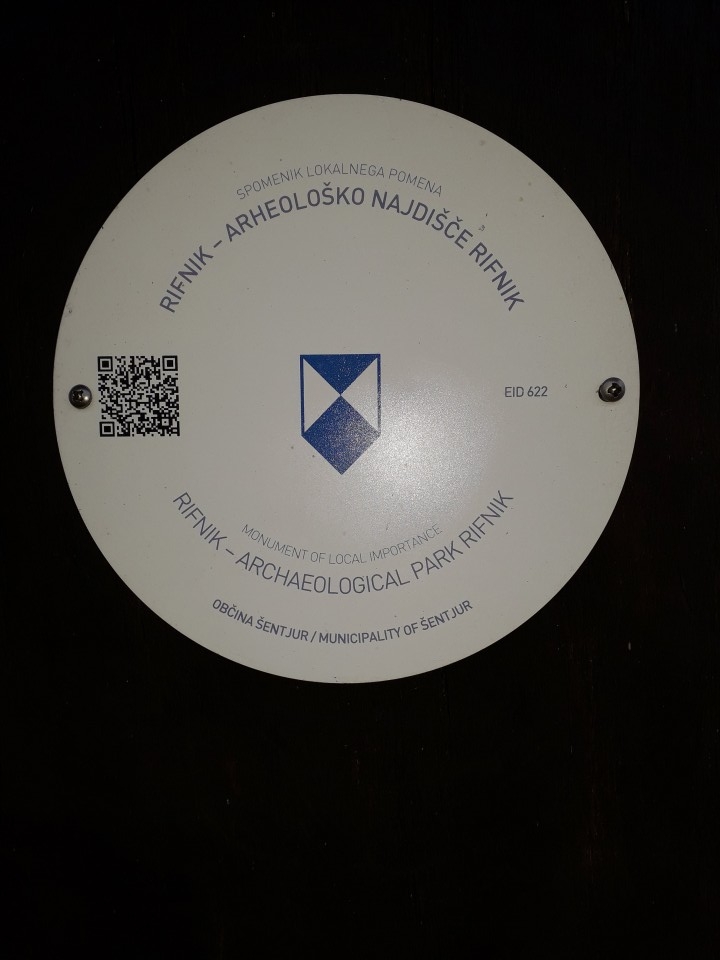 SPOMENIK LOKALNEGA POMENA
RIFNIK – ARHEOLOŠKO NAJDIŠČE RIFNIK
EID 622
MONUMENT OF LOCAL IMPORTANCE
RIFNIK – ARCHAEOLOGICAL PARK RIFNIK
OBČINA ŠENTJUR / MUNICIPALITY OF ŠENTJUR